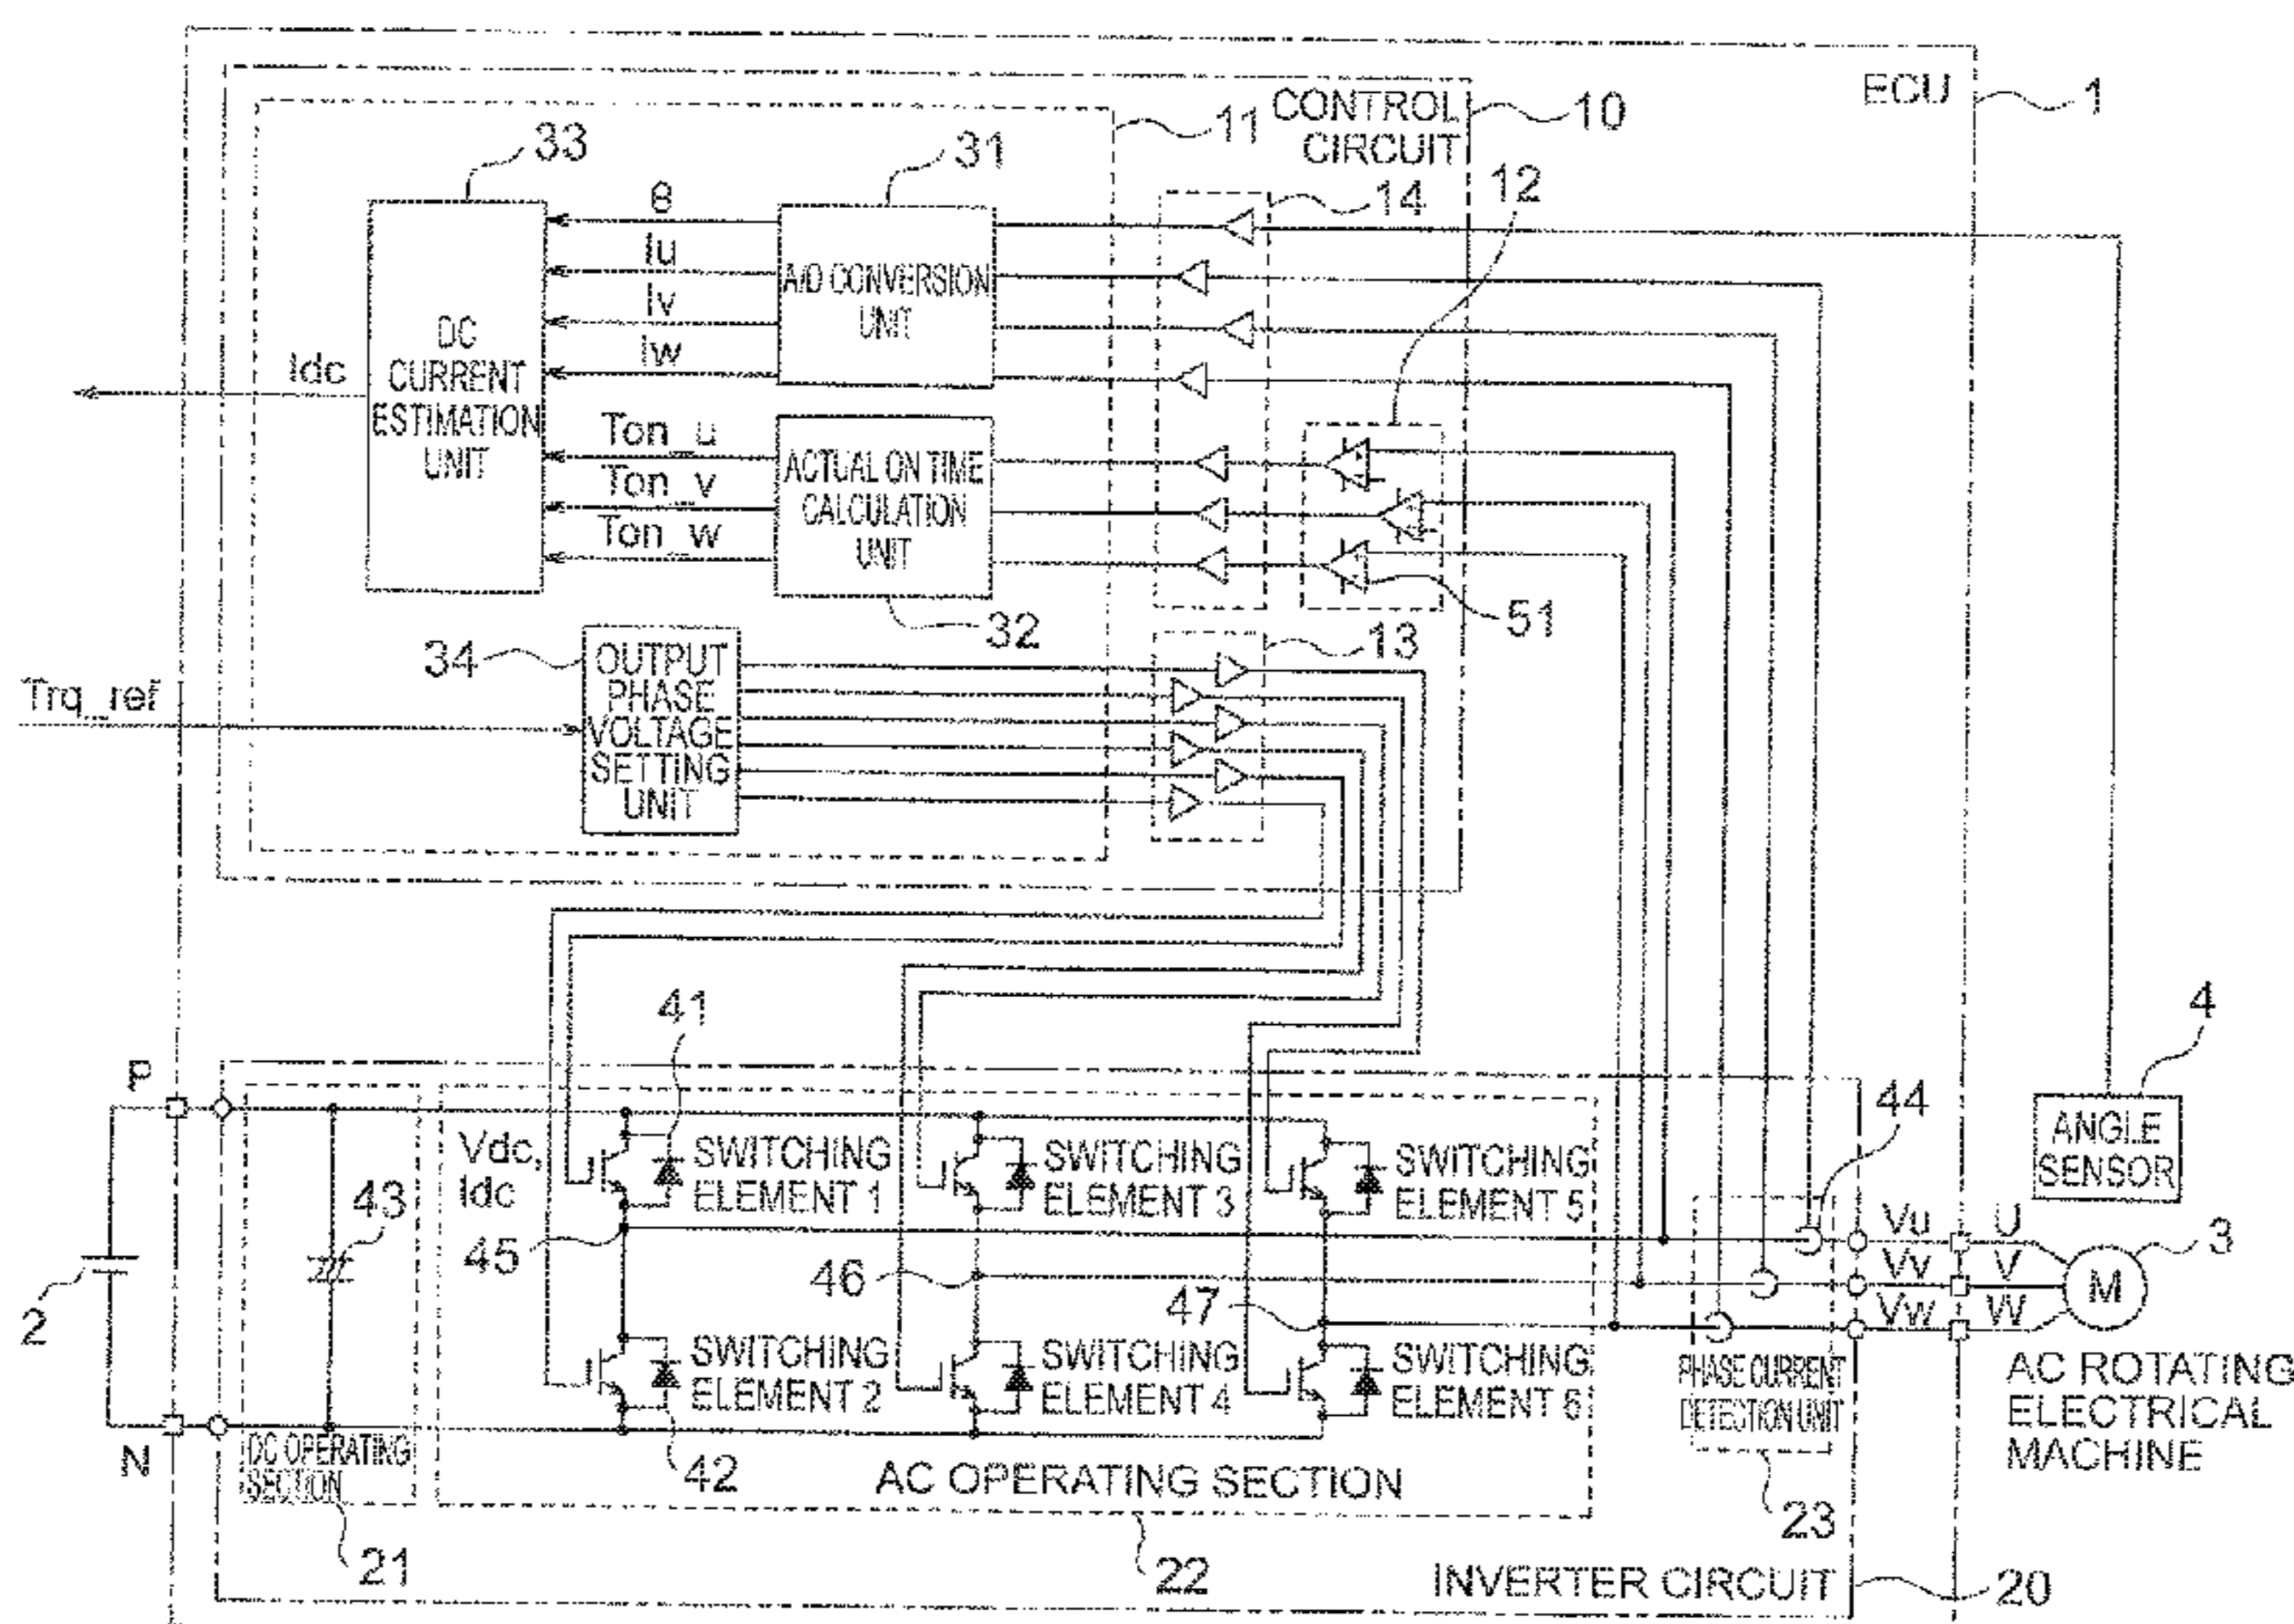 ECU
1
CONTROL
CIRCUIT
10
11
33
31
14
12
θ
Iu
Iv
Iw
A/D CONVERSION
UNIT
DC
CURRENT
ESTIMATION
UNIT
Idc
Ton_u
Ton_v
Ton_w
ACTUAL ON TIME
CALCULATION
UNIT
51
32
13
34
OUTPUT
PHASE
VOLTAGE
SETTING
UNIT
Trq_ref
41
4
P
44
ANGLE
SENSOR
Vdc,
Idc
SWITCHING
ELEMENT 1
SWITCHING
ELEMENT 3
SWITCHING
ELEMENT 5
43
45
46
47
Vu
U
Vv
V
Vw
W
M
3
2
SWITCHING
ELEMENT 2
SWITCHING
ELEMENT 4
SWITCHING
ELEMENT 6
PHASE CURRENT
DETECTION UNIT
AC ROTATING
ELECTRICAL
MACHINE
N
DC OPERATING
SECTION
42
AC OPERATING SECTION
23
21
22
INVERTER CIRCUIT
20